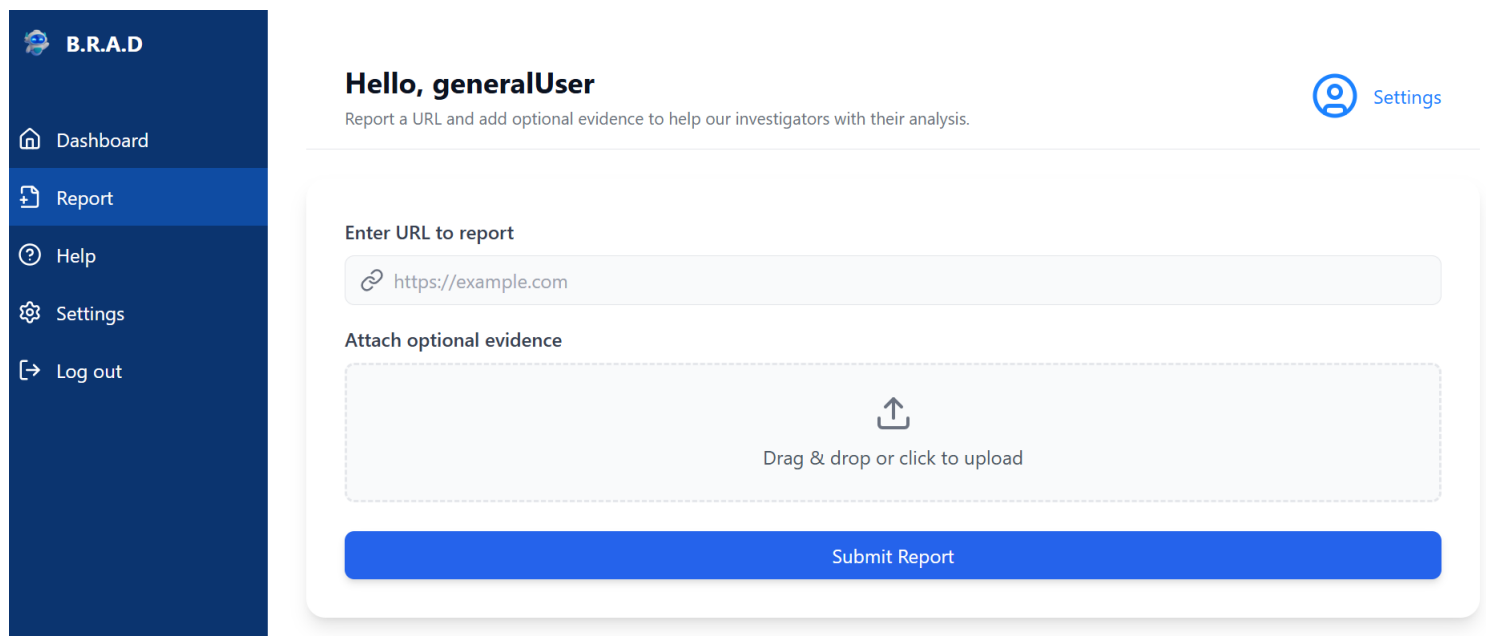 B.R.A.D
Dashboard
Report
Help
Settings
Log out
Hello, generalUser
Report a URL and add optional evidence to help our investigators with their analysis.
Settings
Enter URL to report
https://example.com
Attach optional evidence
Drag & drop or click to upload
Submit Report